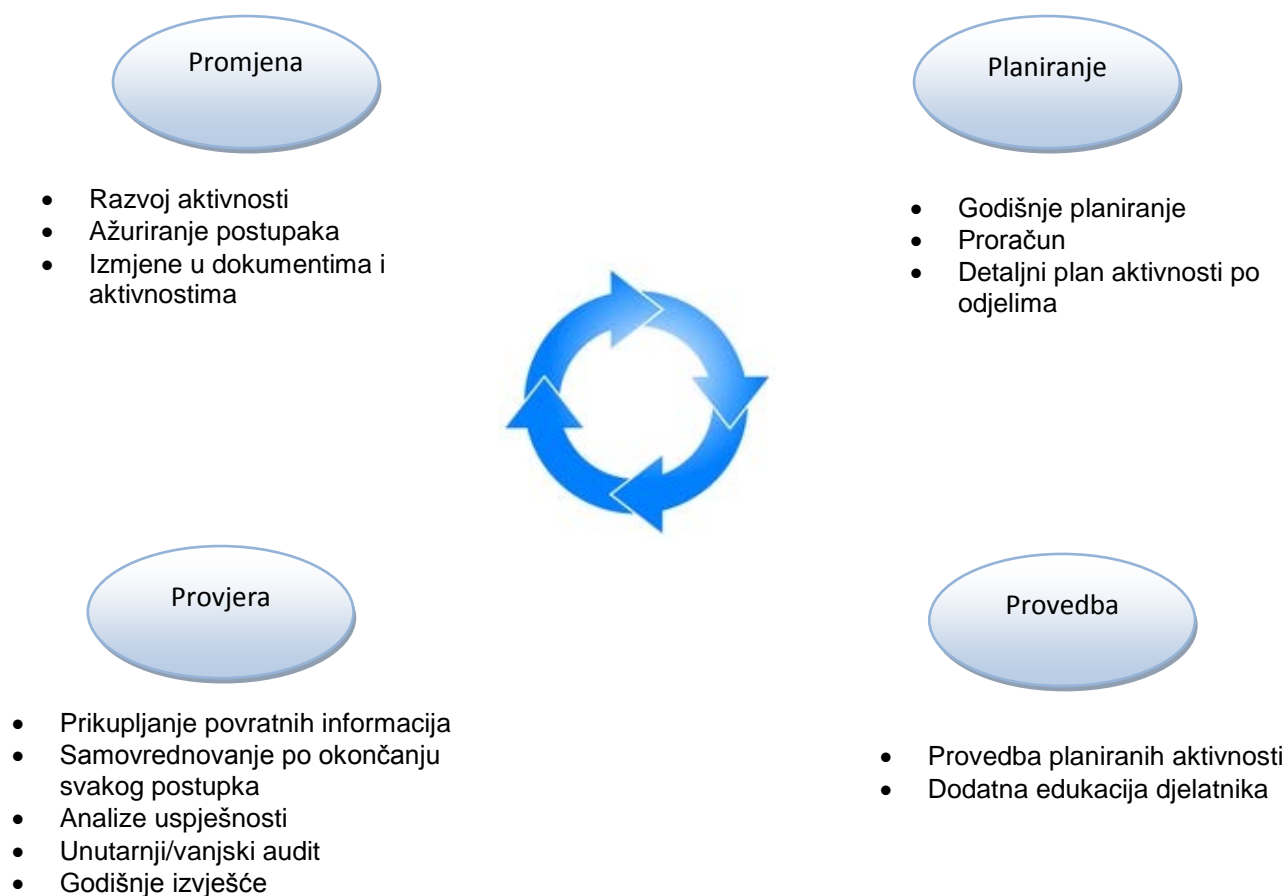 Promjena
• Razvoj aktivnosti
• Ažuriranje postupaka
• Izmjene u dokumentima i
aktivnostima
Planiranje
• Godišnje planiranje
• Proračun
• Detaljni plan aktivnosti po
odjelima
Provjera
• Prikupljanje povratnih informacija
• Samovrednovanje po okončanju
svakog postupka
• Analize uspješnosti
• Unutarnji/vanjski audit
• Godišnje izvješće
Provedba
• Provedba planiranih aktivnosti
• Dodatna edukacija djelatnika